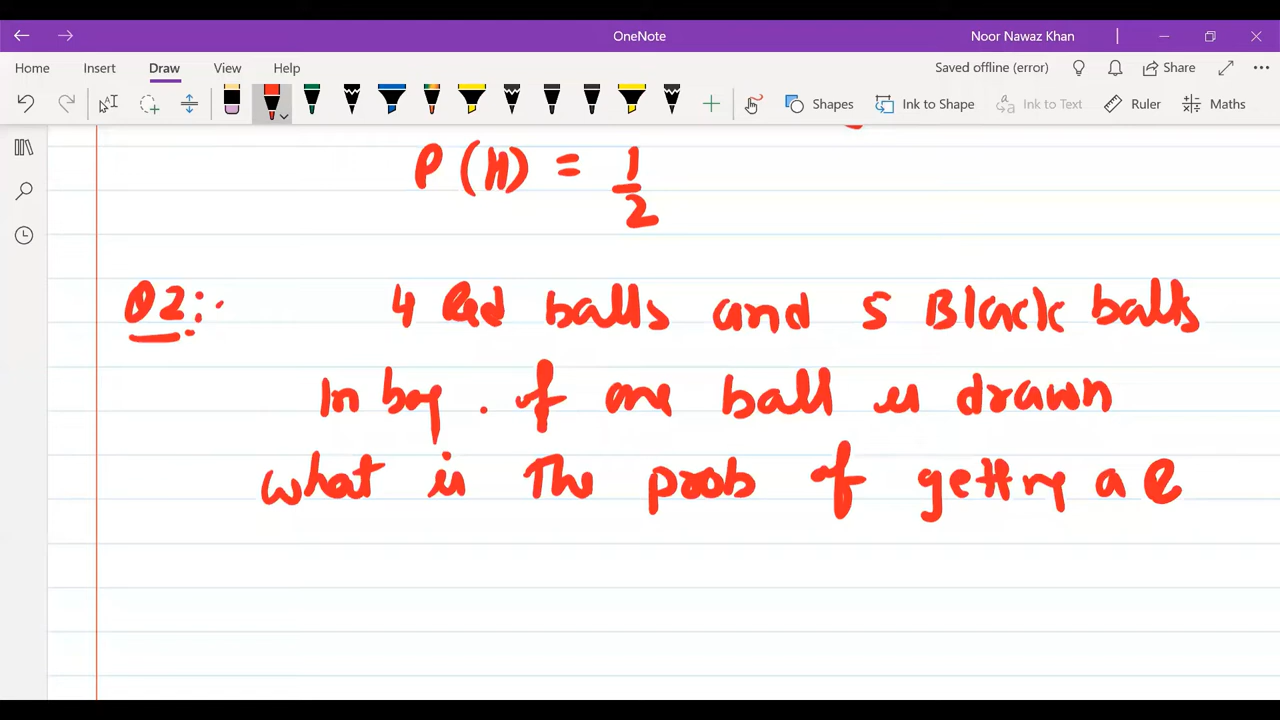 OneNote
Noor Nawaz Khan
Home Insert Draw View Help
Saved offline (error)
Share
Shapes
Ink to Shape
Ink to Text
Ruler
Maths
P (H) = 1/2
Q2:- 4 Red balls and 5 Black balls
In bag . if one ball is drawn
what is the prob of getting a